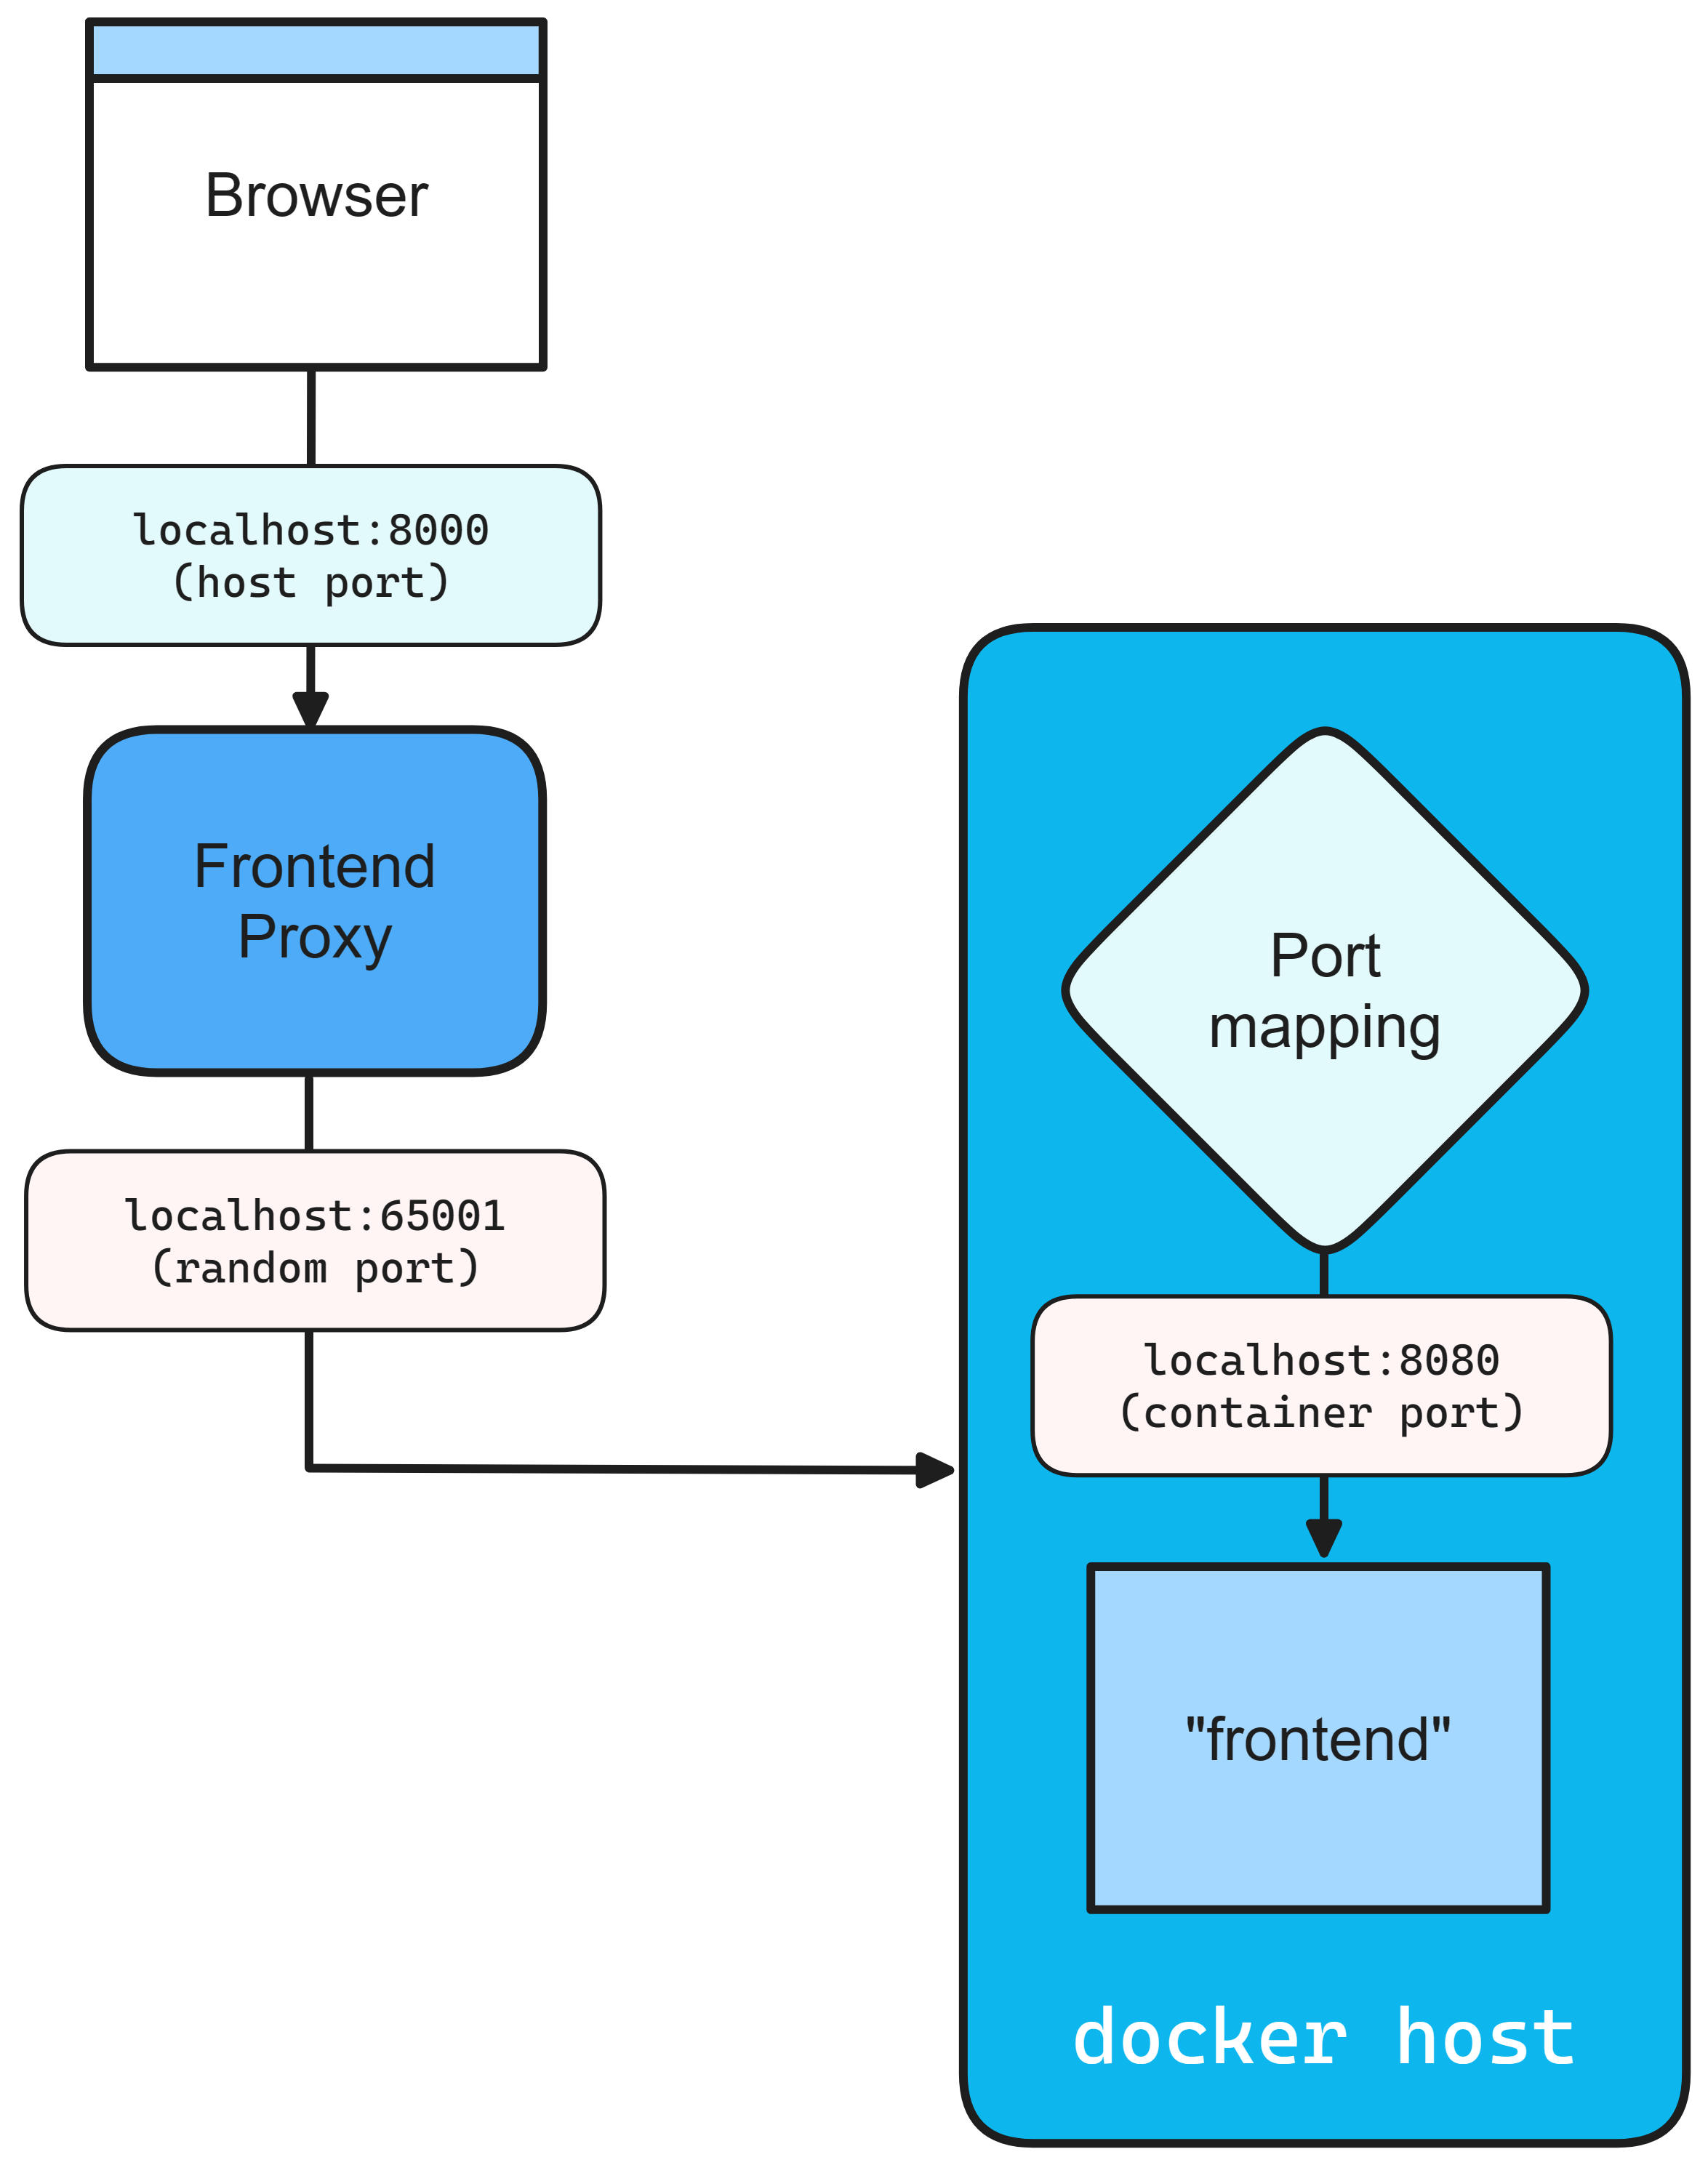 Browser
localhost:8000
(host port)
Frontend
Proxy
localhost:65001
(random port)
Port
mapping
localhost:8080
(container port)
"frontend"
docker host